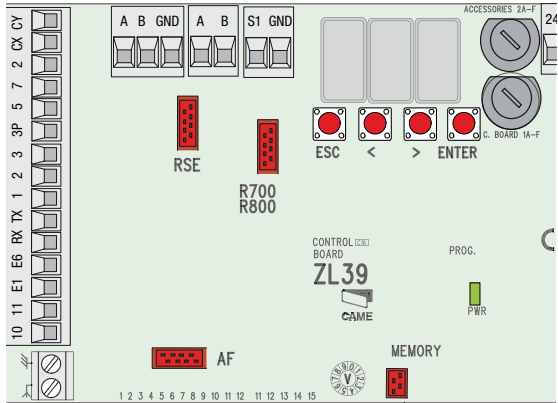 ACCESSORIES 2A-F
A B GND A B S1 GND 24
CY
CX
2
7
5
3P
3
2
1
TX
RX
E6
E1
11
10
C. BOARD 1A-F
ESC < > ENTER
RSE
R700
R800
CONTROL
BOARD
ZL39
CAME
PROG.
PWR
AF
MEMORY
V
1 2 3 4 5 6 7 8 9 10 11 12 11 12 13 14 15